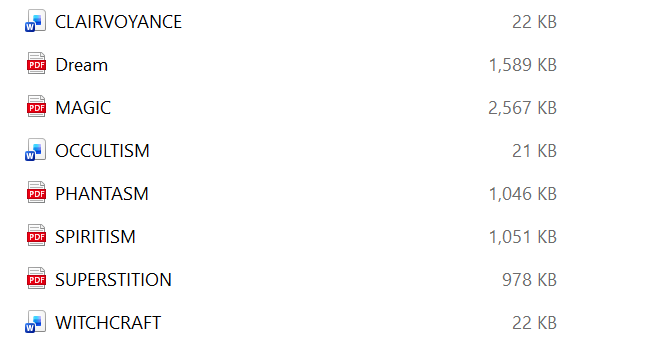 CLAIRVOYANCE 22 KB
PDF Dream 1,589 KB
PDF MAGIC 2,567 KB
OCCULTISM 21 KB
PDF PHANTASM 1,046 KB
PDF SPIRITISM 1,051 KB
PDF SUPERSTITION 978 KB
WITCHCRAFT 22 KB